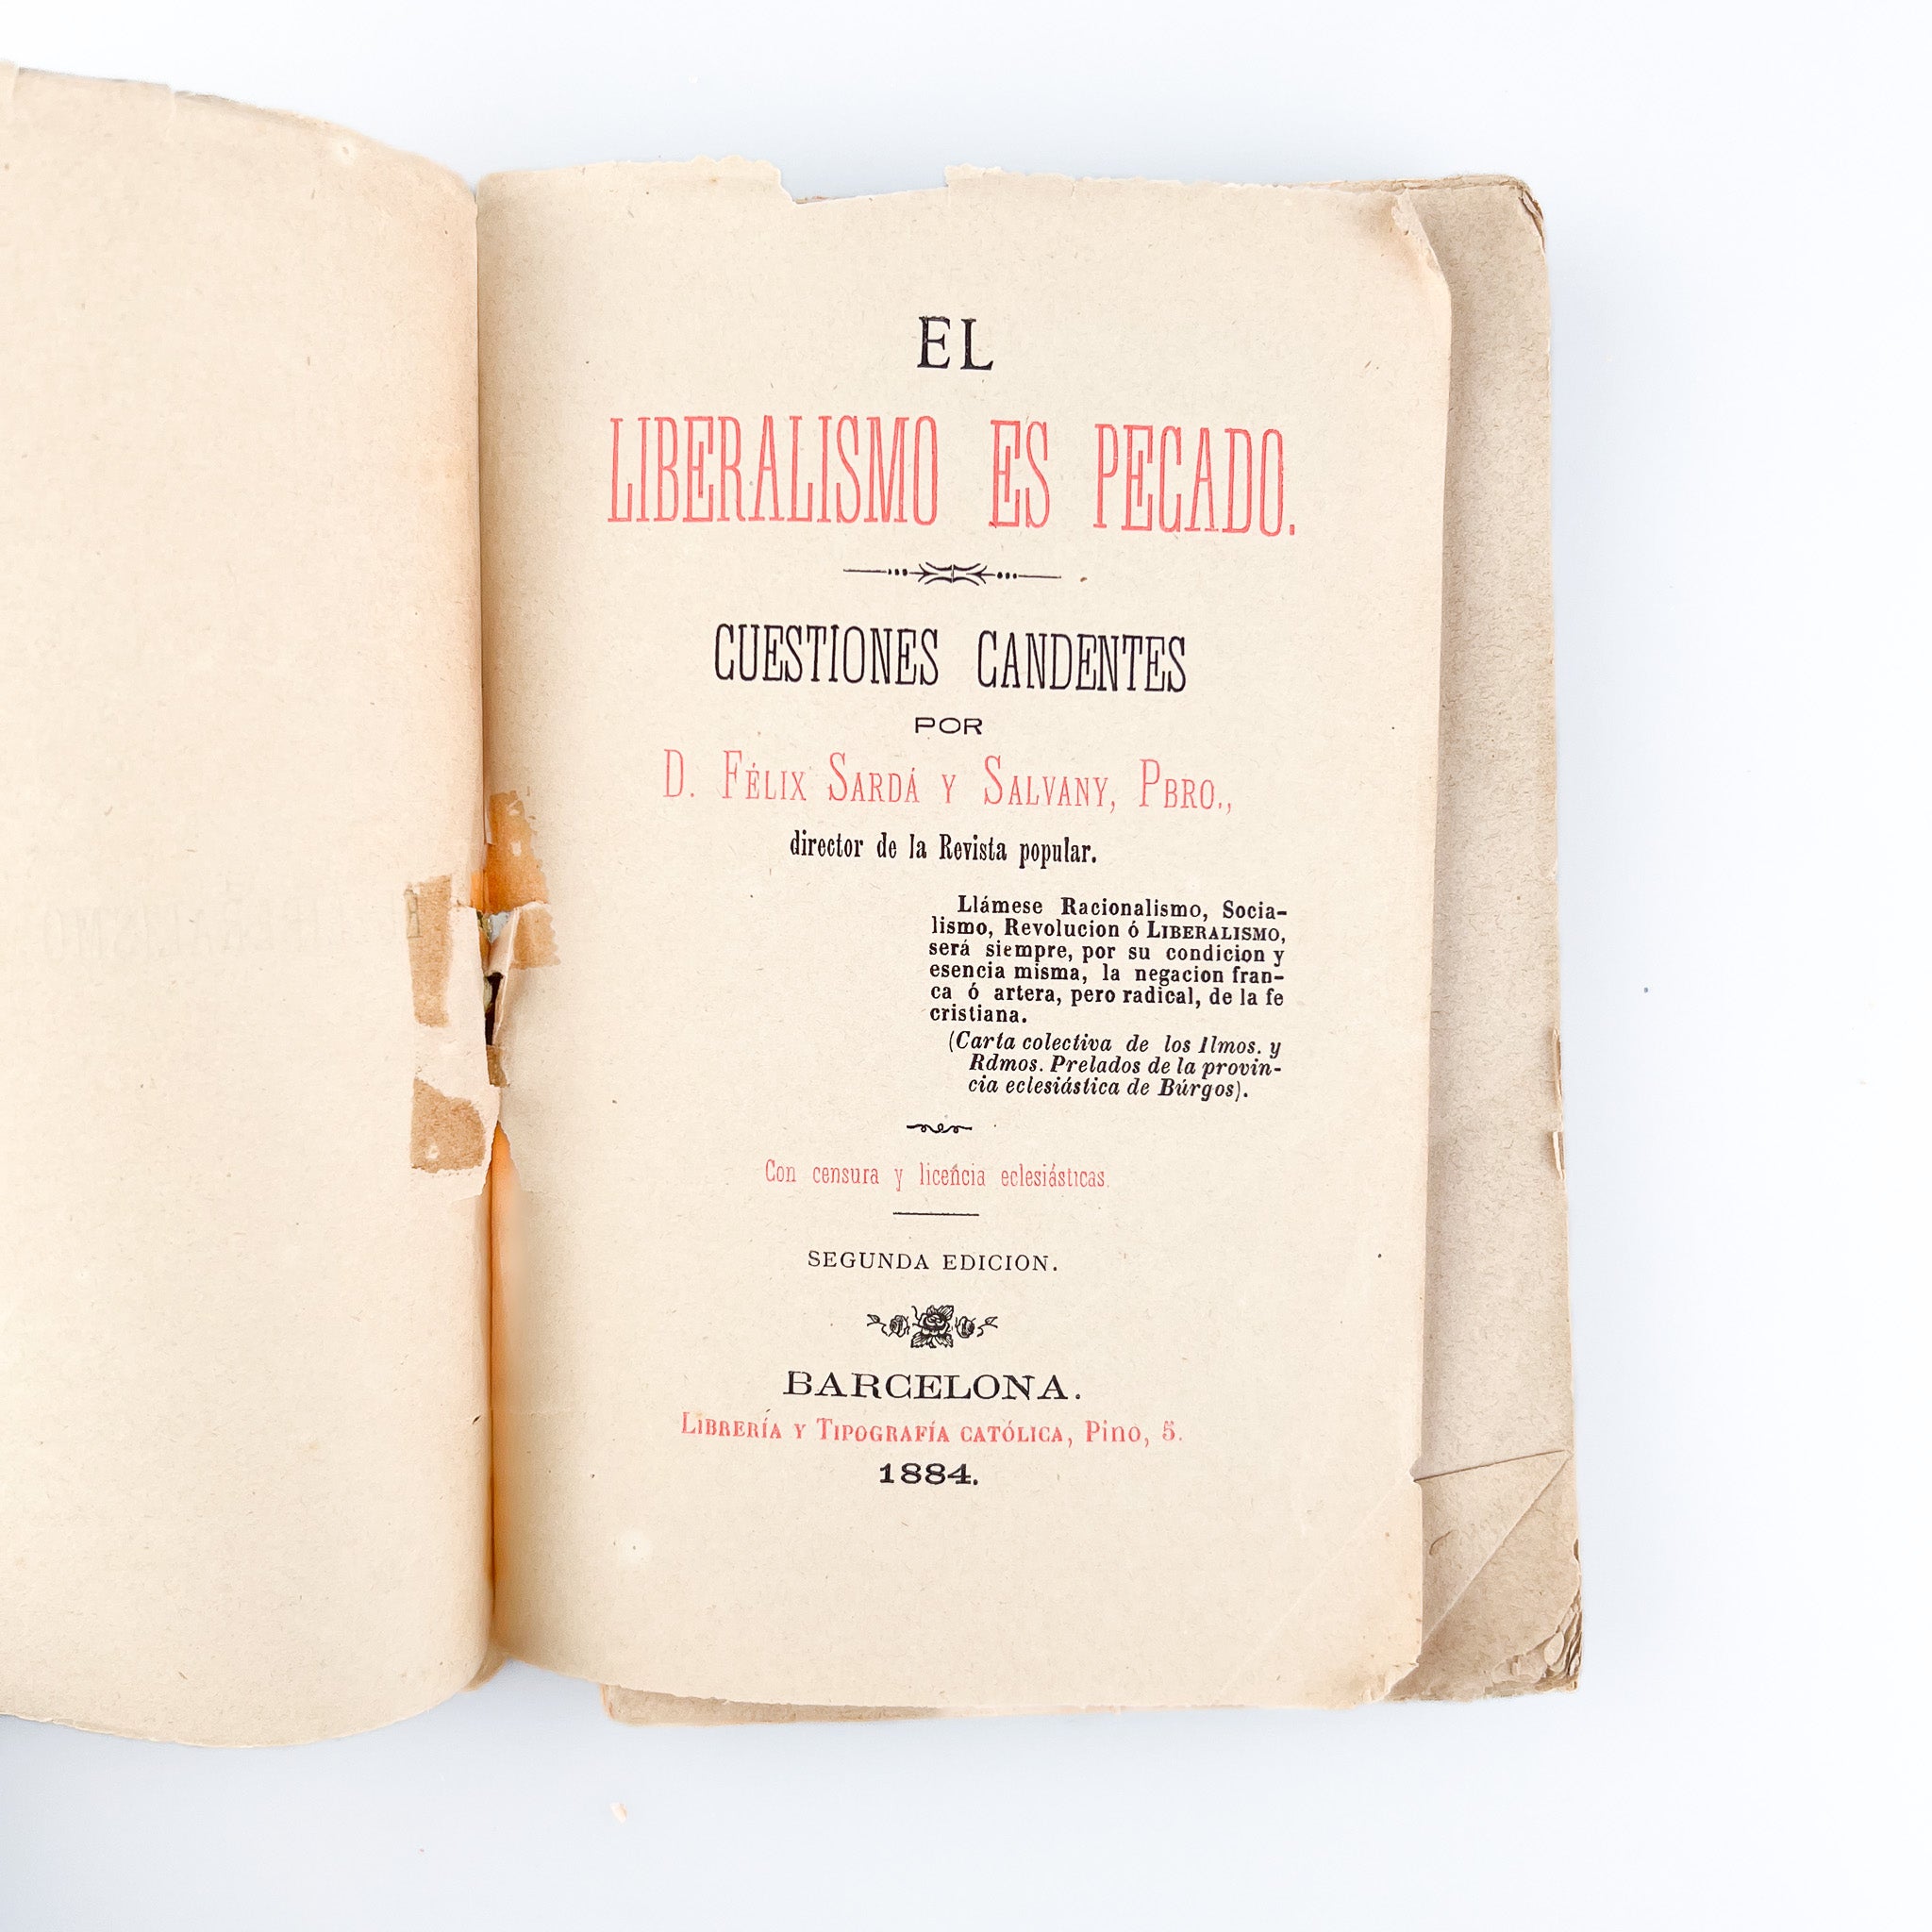 EL
LIBERALISMO ES PECADO.
CUESTIONES CANDENTES
POR
D. FÉLIX SARDÁ Y SALVANY, PBRO.,
director de la Revista popular.
Llámese Racionalismo, Socia-
lismo, Revolucion ó LIBERALISMO,
será siempre, por su condicion y
esencia misma, la negacion fran-
ca ó artera, pero radical, de la fe
cristiana.
(Carta colectiva de los Ilmos. y
Rdmos. Prelados de la provin-
cia eclesiástica de Búrgos).
Con censura y licencia eclesiásticas.
SEGUNDA EDICION.
BARCELONA.
LIBRERÍA Y TIPOGRAFÍA CATÓLICA, Pino, 5.
1884.